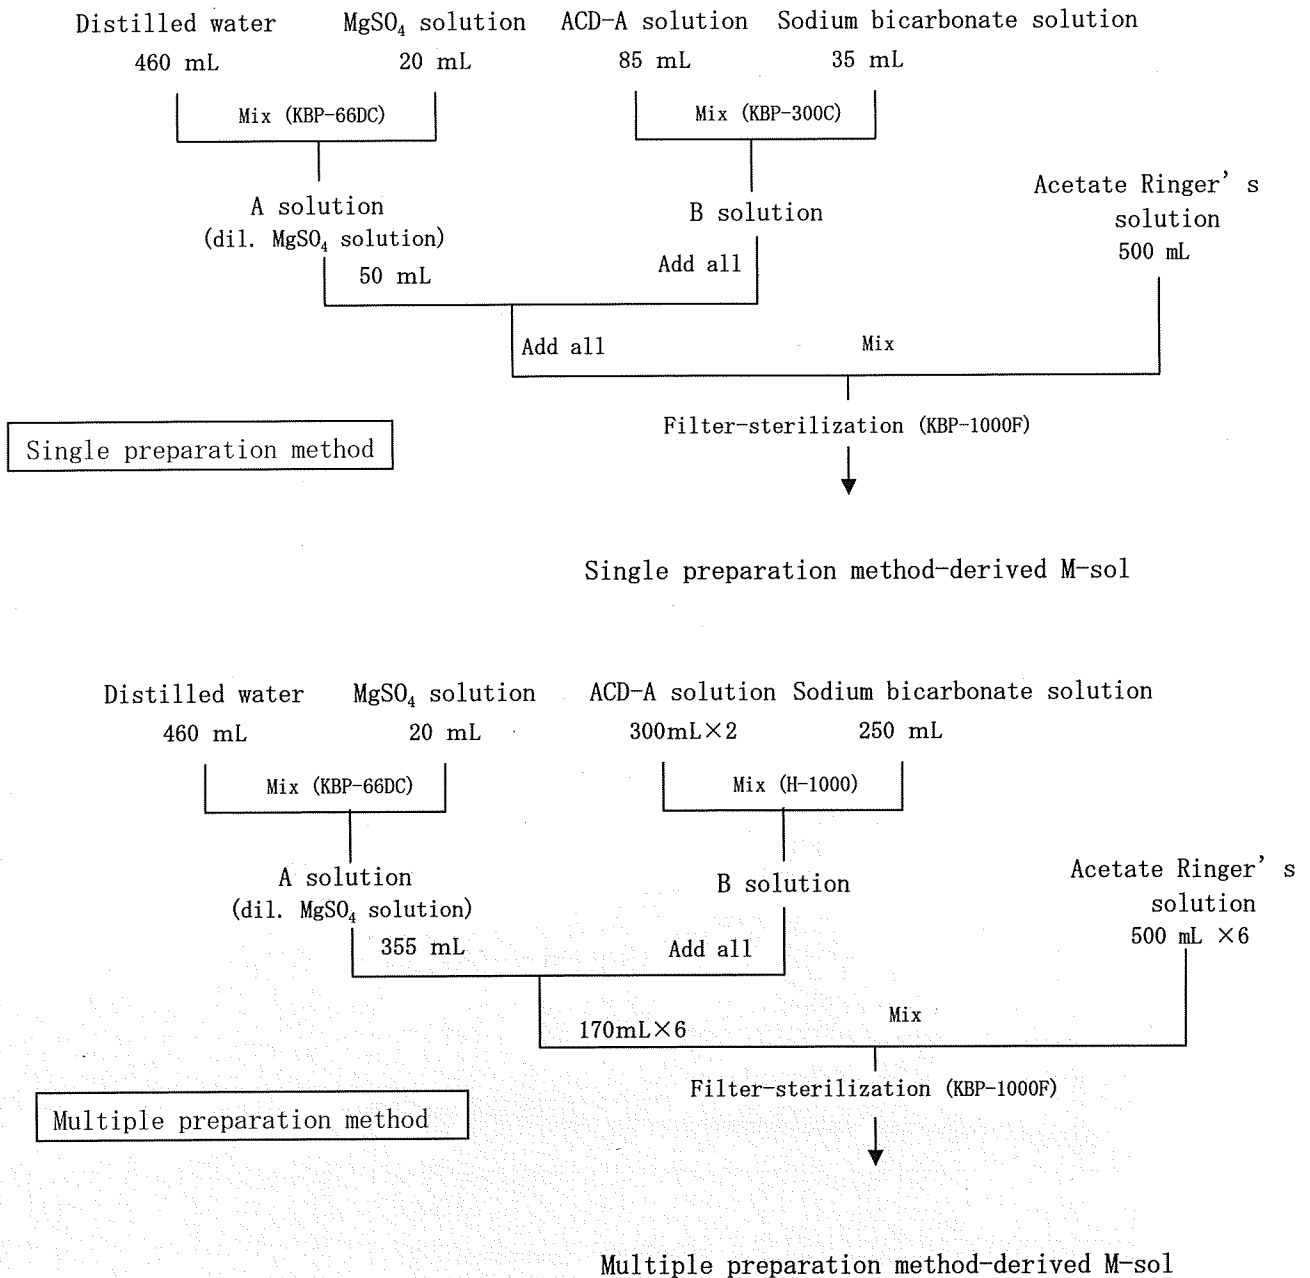 Distilled water MgSO₄ solution ACD-A solution Sodium bicarbonate solution
460 mL 20 mL 85 mL 35 mL
Mix (KBP-66DC) Mix (KBP-300C)
Acetate Ringer's
A solution B solution solution
(dil. MgSO₄ solution) 500 mL
50 mL Add all
Add all Mix
Filter-sterilization (KBP-1000F)
Single preparation method
Single preparation method-derived M-sol
Distilled water MgSO₄ solution ACD-A solution Sodium bicarbonate solution
460 mL 20 mL 300mL×2 250 mL
Mix (KBP-66DC) Mix (H-1000)
Acetate Ringer's
A solution B solution solution
(dil. MgSO₄ solution) 500 mL ×6
355 mL Add all
170mL×6 Mix
Filter-sterilization (KBP-1000F)
Multiple preparation method
Multiple preparation method-derived M-sol